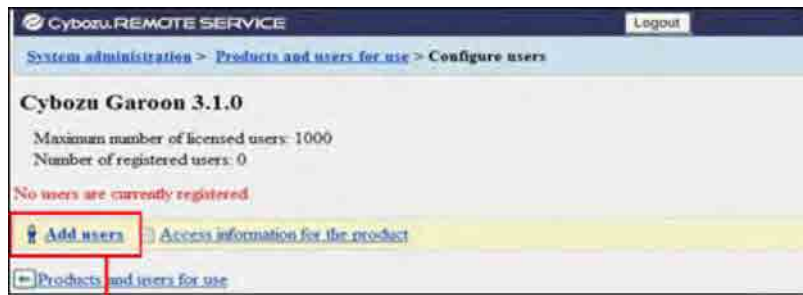 Cybozu.REMOTE SERVICE Logout
System administration > Products and users for use > Configure users
Cybozu Garoon 3.1.0
Maximum number of licensed users: 1000
Number of registered users: 0
No users are currently registered
Add users Access information for the product
Products and users for use